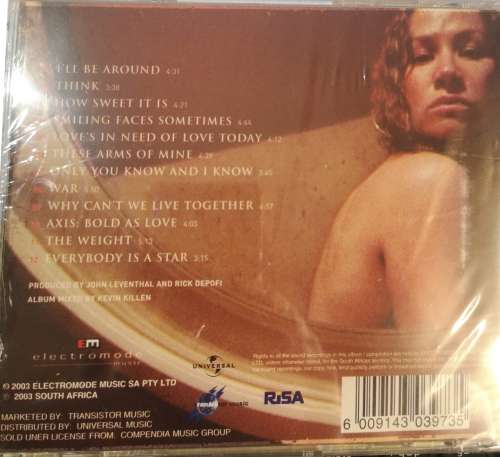 I'LL BE AROUND 4:31
THINK 3:38
HOW SWEET IT IS 4:21
SMILING FACES SOMETIMES 4:44
LOVE'S IN NEED OF LOVE TODAY 4:12
THESE ARMS OF MINE 4:39
ONLY YOU KNOW AND I KNOW 3:45
WAR
WHY CAN'T WE LIVE TOGETHER 4:57
AXIS: BOLD AS LOVE 4:03
THE WEIGHT 5:13
12 EVERYBODY IS A STAR 3:15
PRODUCED BY JOHN LEVENTHAL AND RICK DEPOFI
ALBUM MIXED BY KEVIN KILLEN
EM
electromode
music
UNIVERSAL
℗ 2003 ELECTROMODE MUSIC SA PTY LTD
2003 SOUTH AFRICA
RiSA
MARKETED BY: TRANSISTOR MUSIC
DISTRIBUTED BY: UNIVERSAL MUSIC
SOLD UNER LICENSE FROM: COMPENDIA MUSIC GROUP
6 009143 039735